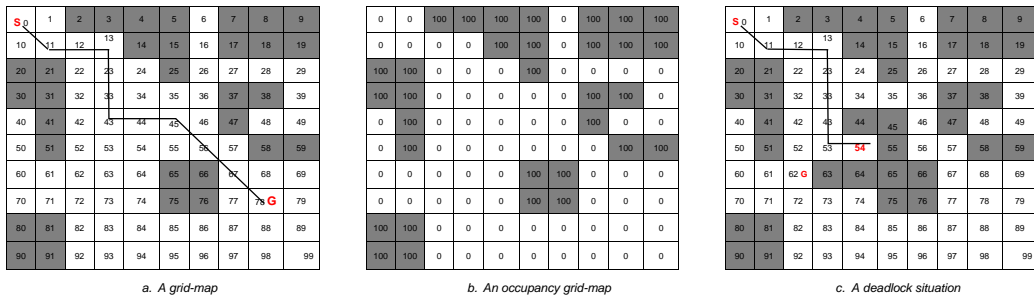 S 0 1 2 3 4 5 6 7 8 9
10 11 12 13 14 15 16 17 18 19
20 21 22 23 24 25 26 27 28 29
30 31 32 33 34 35 36 37 38 39
40 41 42 43 44 45 46 47 48 49
50 51 52 53 54 55 56 57 58 59
60 61 62 63 64 65 66 67 68 69
70 71 72 73 74 75 76 77 78 G 79
80 81 82 83 84 85 86 87 88 89
90 91 92 93 94 95 96 97 98 99
a. A grid-map
0 0 100 100 100 100 0 100 100 100
0 0 0 0 100 100 0 100 100 100
100 100 0 0 0 100 0 0 0 0
100 100 0 0 0 0 0 100 100 0
0 100 0 0 0 0 0 100 0 0
0 100 0 0 0 0 0 0 100 100
0 0 0 0 0 100 100 0 0 0
0 0 0 0 0 100 100 0 0 0
100 100 0 0 0 0 0 0 0 0
100 100 0 0 0 0 0 0 0 0
b. An occupancy grid-map
S 0 1 2 3 4 5 6 7 8 9
10 11 12 13 14 15 16 17 18 19
20 21 22 23 24 25 26 27 28 29
30 31 32 33 34 35 36 37 38 39
40 41 42 43 44 45 46 47 48 49
50 51 52 53 54 55 56 57 58 59
60 61 62 G 63 64 65 66 67 68 69
70 71 72 73 74 75 76 77 78 79
80 81 82 83 84 85 86 87 88 89
90 91 92 93 94 95 96 97 98 99
c. A deadlock situation